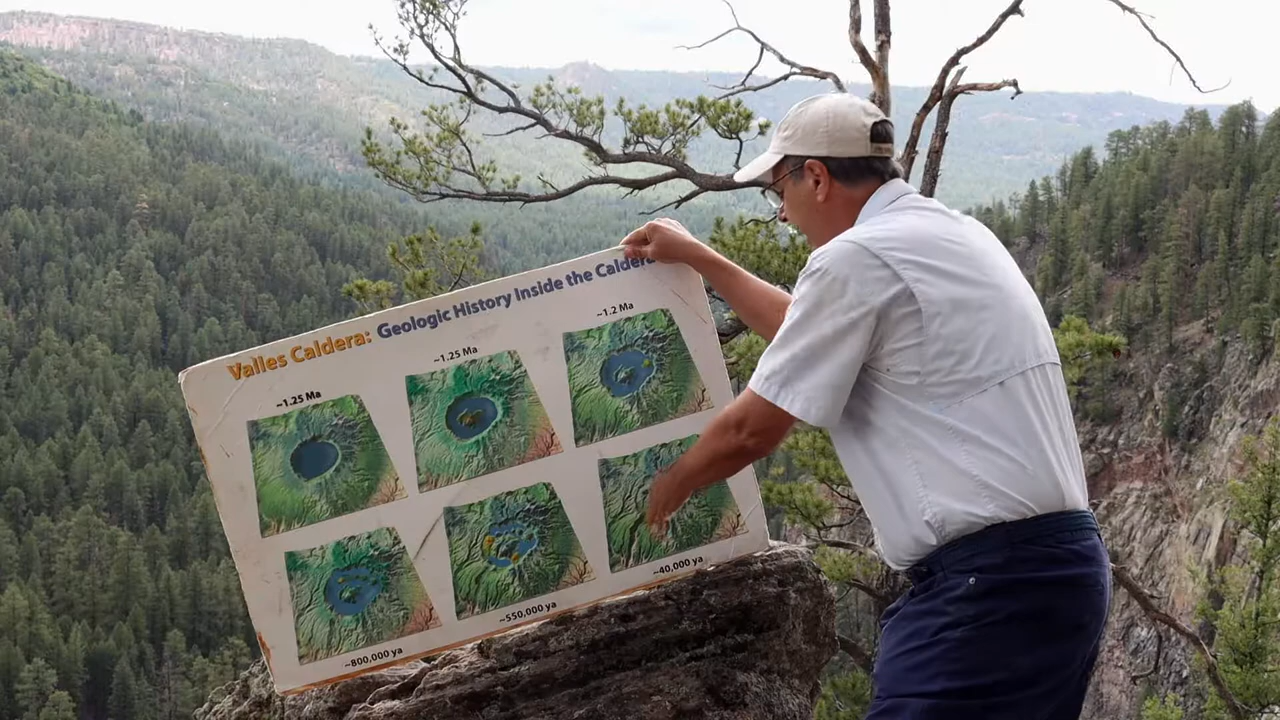 Valles Caldera: Geologic History Inside the Caldera
~1.25 Ma
~1.25 Ma
~1.2 Ma
~800,000 ya
~550,000 ya
~40,000 ya